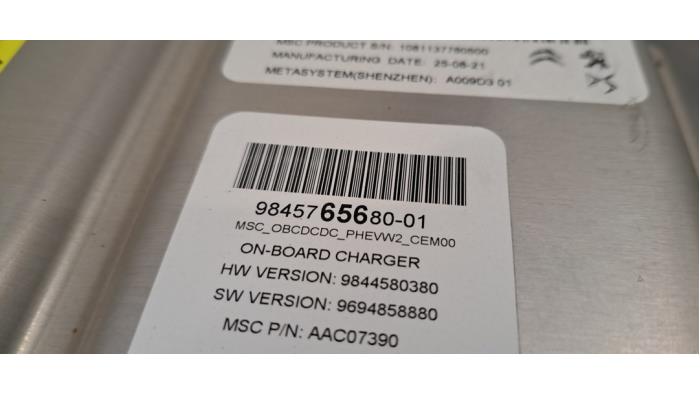 MSC PRODUCT S/N: 1081137780800
MANUFACTURING DATE: 25-08-21
METASYSTEM(SHENZHEN): A009D3 01
9845765680-01
MSC_OBCDCDC_PHEVW2_CEM00
ON-BOARD CHARGER
HW VERSION: 9844580380
SW VERSION: 9694858880
MSC P/N: AAC07390